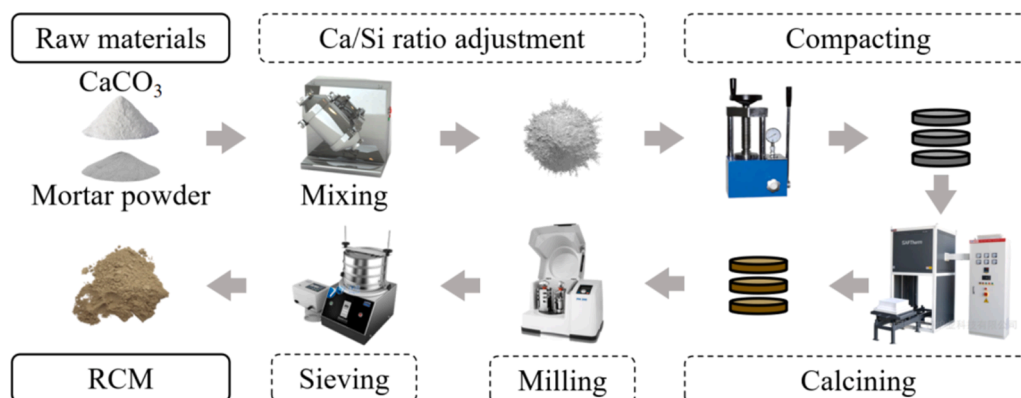 Raw materials
Ca/Si ratio adjustment
Compacting
CaCO₃
Mortar powder
Mixing
RCM
Sieving
Milling
Calcining